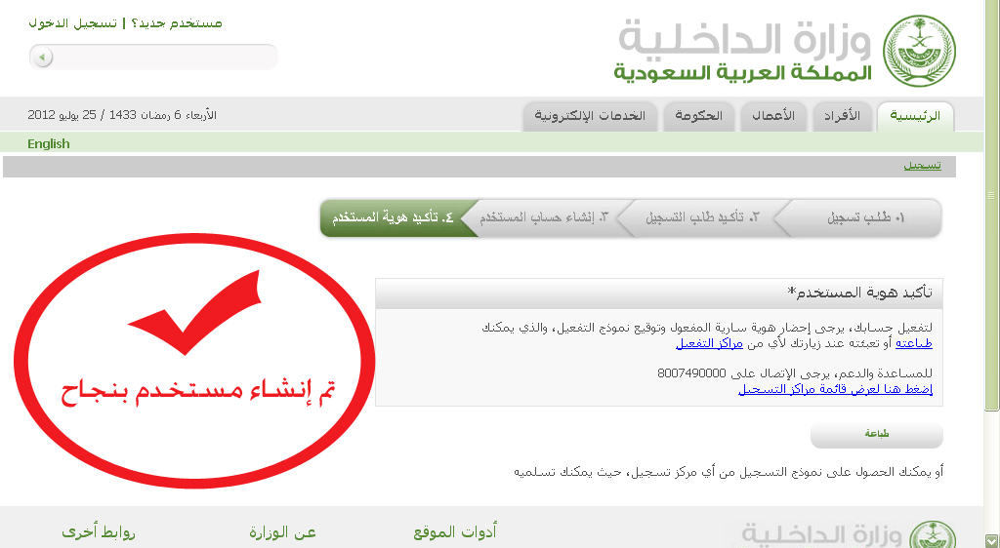 مستخدم جديد؟ | تسجيل الدخول
وزارة الداخلية
المملكة العربية السعودية
الرئيسية
الأفراد
الأعمال
الحكومة
الخدمات الإلكترونية
الأربعاء 6 رمضان 1433 / 25 يوليو 2012
English
تسجيل
١. طلب تسجيل
٢. تأكيد طلب التسجيل
٣. إنشاء حساب المستخدم
٤. تأكيد هوية المستخدم
تأكيد هوية المستخدم*
لتفعيل حسابك، يرجى إحضار هوية سارية المفعول وتوقيع نموذج التفعيل، والذي يمكنك
طباعته أو تعبئته عند زيارتك لأي من مراكز التفعيل
للمساعدة والدعم، يرجى الإتصال على 8007490000
إضغط هنا لعرض قائمة مراكز التسجيل
تم إنشاء مستخدم بنجاح
طباعة
أو يمكنك الحصول على نموذج التسجيل من أي مركز تسجيل، حيث يمكنك تسلميه
وزارة الداخلية
أدوات الموقع
عن الوزارة
روابط أخرى